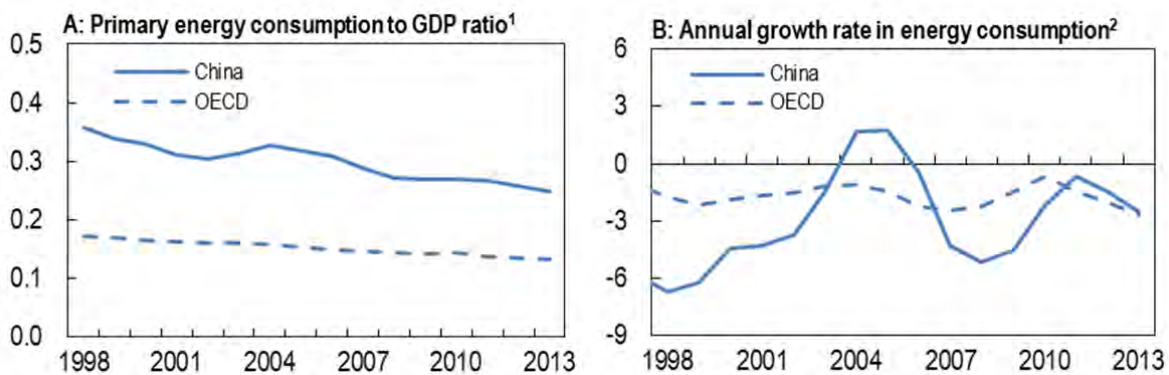 A: Primary energy consumption to GDP ratio¹
0.5
0.4
0.3
0.2
0.1
0.0
China
OECD
1998 2001 2004 2007 2010 2013
B: Annual growth rate in energy consumption²
6
3
0
-3
-6
-9
China
OECD
1998 2001 2004 2007 2010 2013